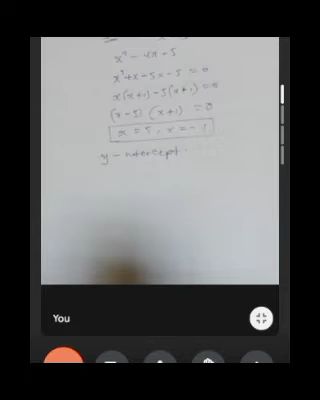 x² - 4x - 5
x² + x - 5x - 5 = 0
x(x+1) - 5(x+1) = 0
(x-5) (x+1) = 0
x = 5, x = -1
y - intercept
You